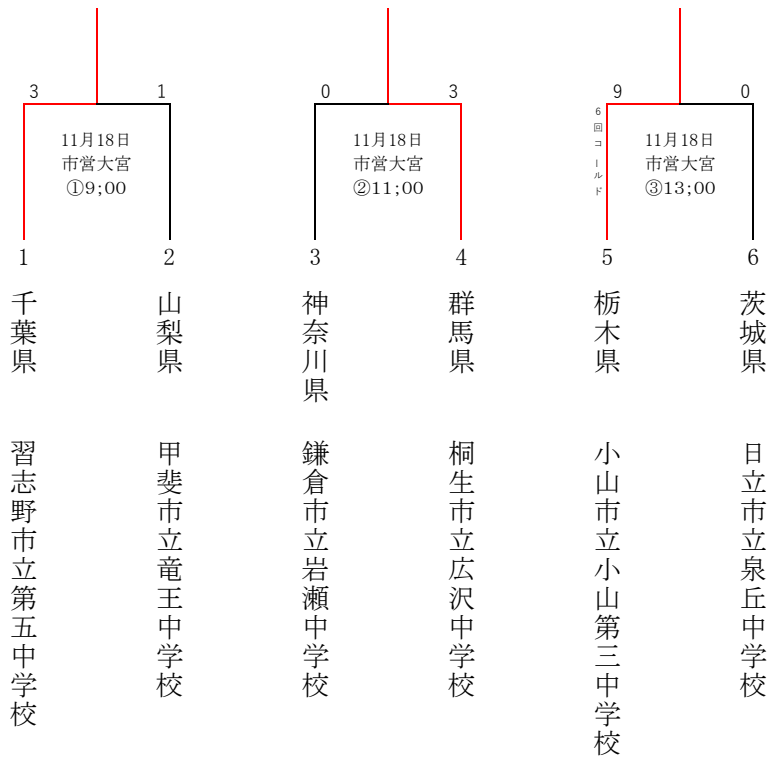 3
1
11月18日
市営大宮
①9;00
0
3
11月18日
市営大宮
②11;00
9
0
6回コールド
11月18日
市営大宮
③13;00
1
2
3
4
5
6
千葉県
山梨県
神奈川県
群馬県
栃木県
茨城県
習志野市立第五中学校
甲斐市立竜王中学校
鎌倉市立岩瀬中学校
桐生市立広沢中学校
小山市立小山第三中学校
日立市立泉丘中学校